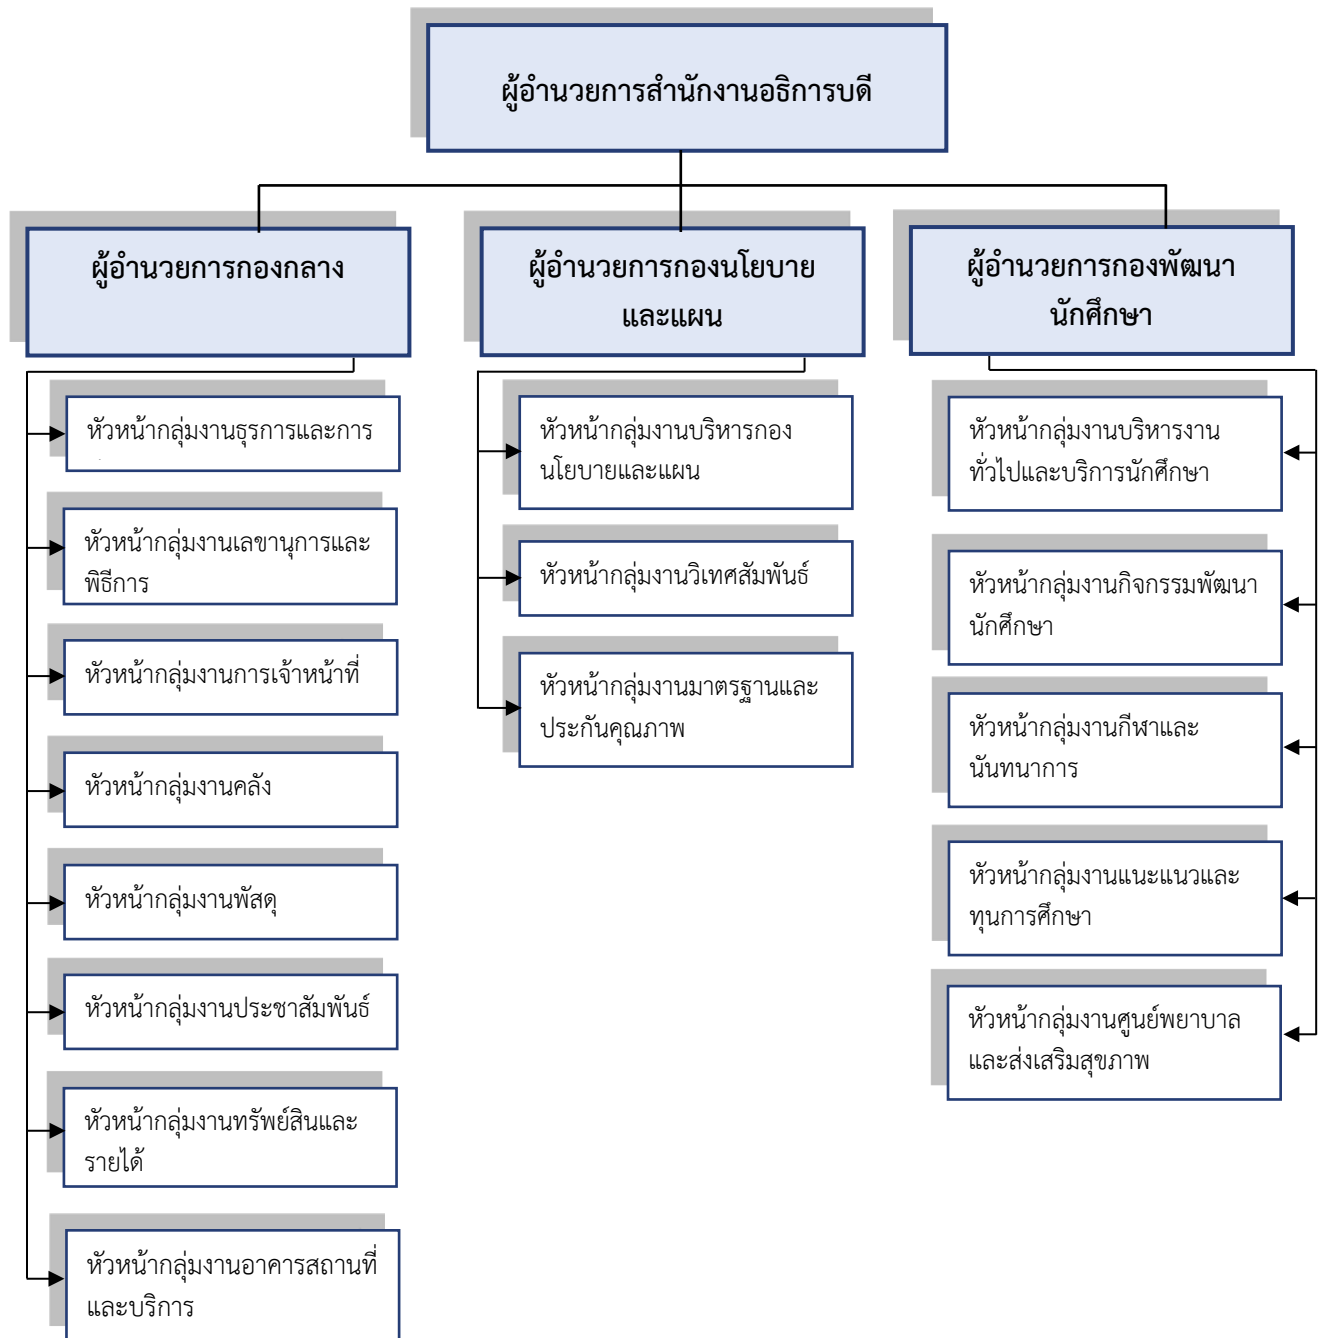 ผู้อำนวยการสำนักงานอธิการบดี
ผู้อำนวยการกองกลาง
หัวหน้ากลุ่มงานธุรการและการ
หัวหน้ากลุ่มงานเลขานุการและ
พิธีการ
หัวหน้ากลุ่มงานการเจ้าหน้าที่
หัวหน้ากลุ่มงานคลัง
หัวหน้ากลุ่มงานพัสดุ
หัวหน้ากลุ่มงานประชาสัมพันธ์
หัวหน้ากลุ่มงานทรัพย์สินและ
รายได้
หัวหน้ากลุ่มงานอาคารสถานที่
และบริการ
ผู้อำนวยการกองนโยบาย
และแผน
หัวหน้ากลุ่มงานบริหารกอง
นโยบายและแผน
หัวหน้ากลุ่มงานวิเทศสัมพันธ์
หัวหน้ากลุ่มงานมาตรฐานและ
ประกันคุณภาพ
ผู้อำนวยการกองพัฒนา
นักศึกษา
หัวหน้ากลุ่มงานบริหารงาน
ทั่วไปและบริการนักศึกษา
หัวหน้ากลุ่มงานกิจกรรมพัฒนา
นักศึกษา
หัวหน้ากลุ่มงานกีฬาและ
นันทนาการ
หัวหน้ากลุ่มงานแนะแนวและ
ทุนการศึกษา
หัวหน้ากลุ่มงานศูนย์พยาบาล
และส่งเสริมสุขภาพ